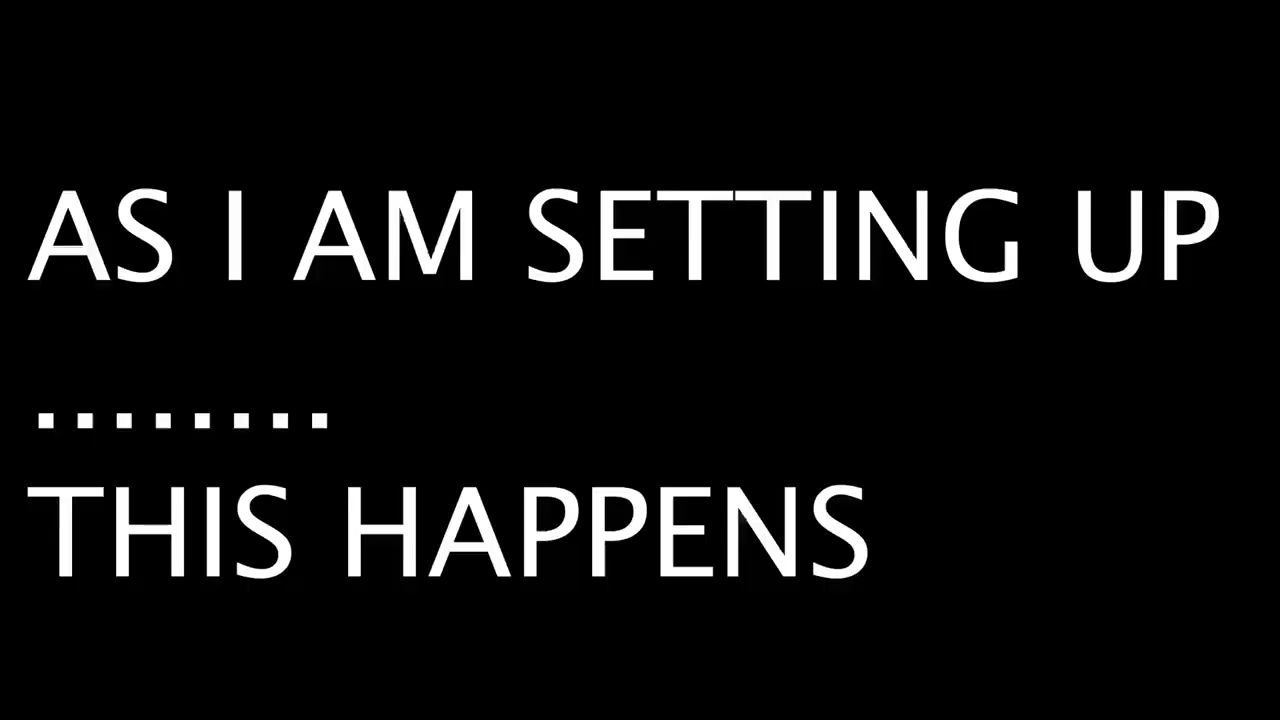 AS I AM SETTING UP
........
THIS HAPPENS